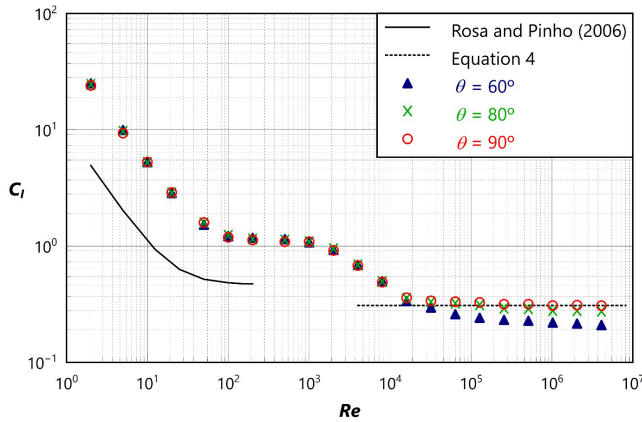 10²
10¹
10⁰
10⁻¹
C_I
Rosa and Pinho (2006)
Equation 4
θ = 60º
θ = 80º
θ = 90º
10⁰ 10¹ 10² 10³ 10⁴ 10⁵ 10⁶ 10⁷
Re